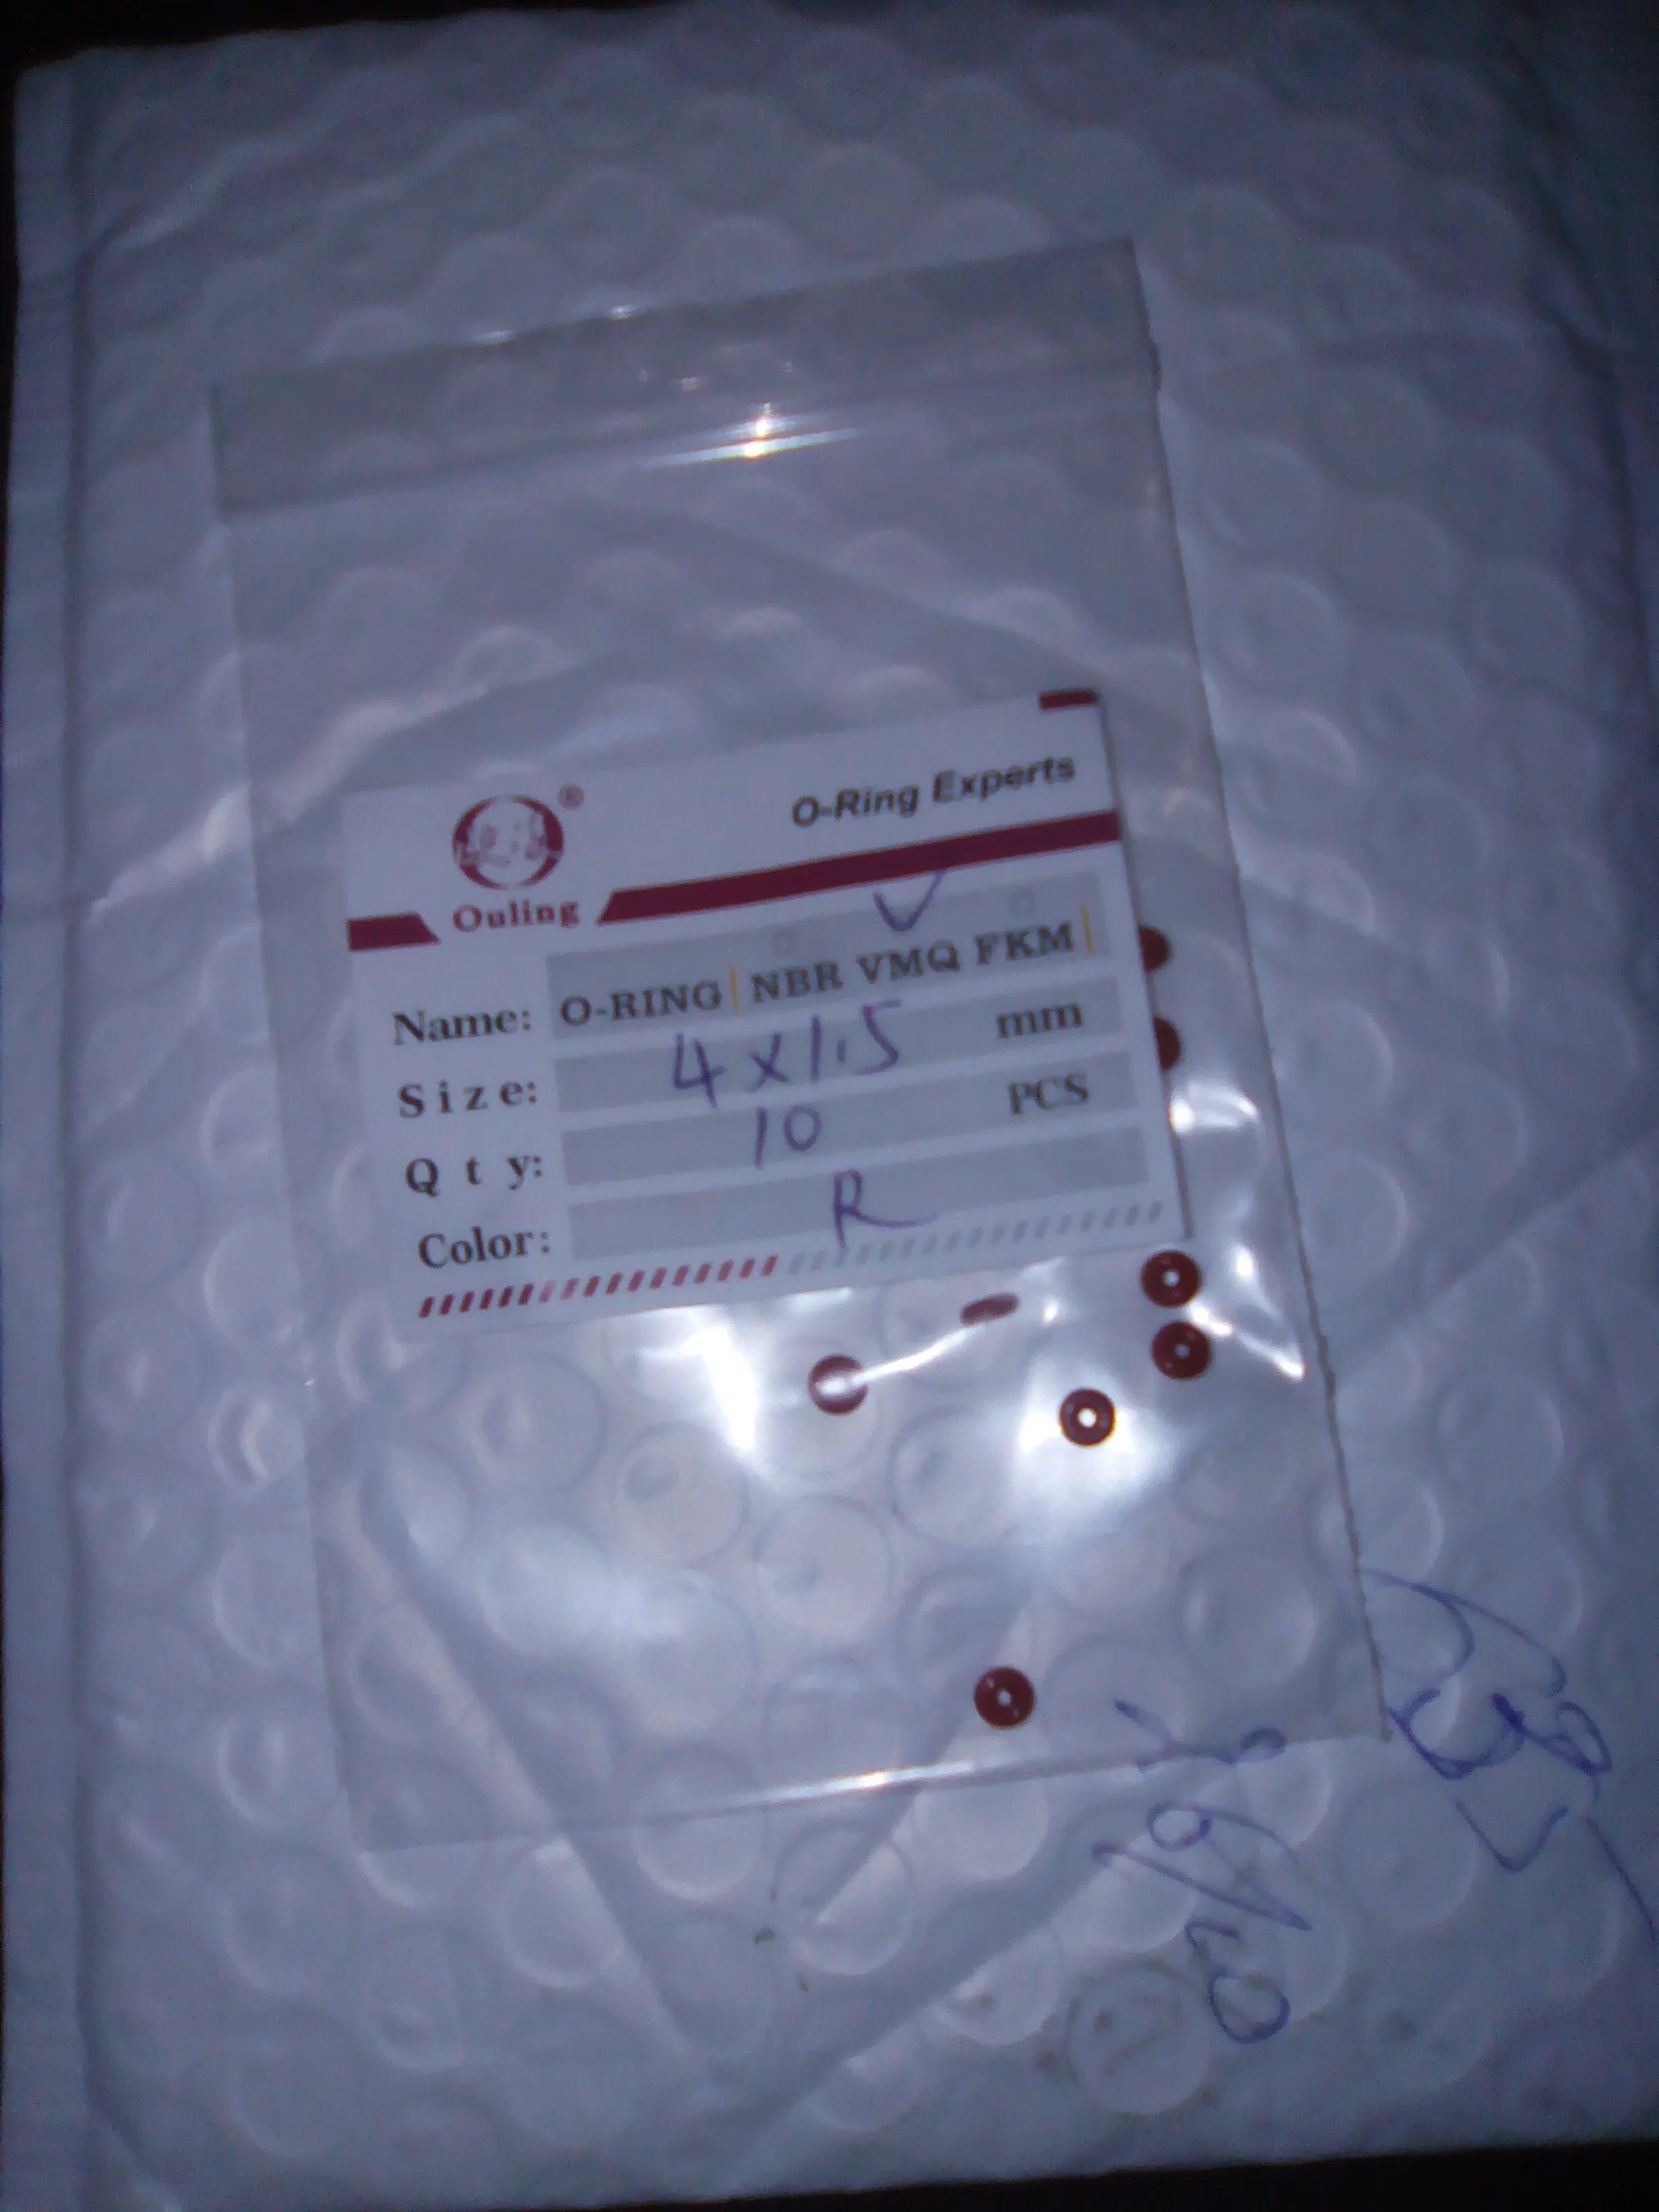 ®
O-Ring Experts
Ouling
✓
Name: O-RING NBR VMQ FKM
Size: 4x1.5 mm
Qty: 10 PCS
Color: R